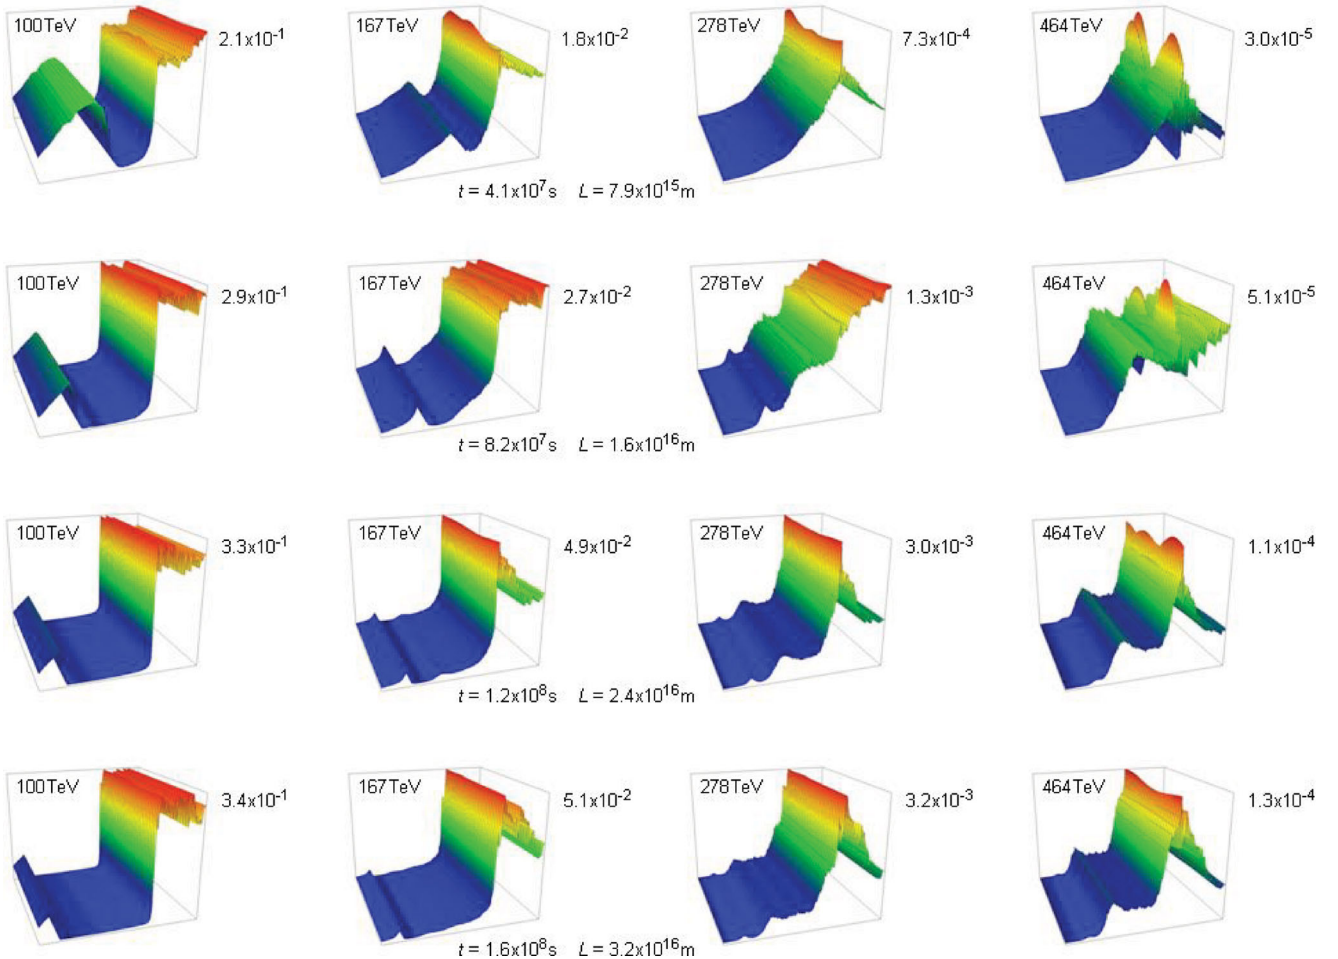 100TeV 2.1x10⁻¹ 167TeV 1.8x10⁻² 278TeV 7.3x10⁻⁴ 464TeV 3.0x10⁻⁵
t = 4.1x10⁷s L = 7.9x10¹⁵m
100TeV 2.9x10⁻¹ 167TeV 2.7x10⁻² 278TeV 1.3x10⁻³ 464TeV 5.1x10⁻⁵
t = 8.2x10⁷s L = 1.6x10¹⁶m
100TeV 3.3x10⁻¹ 167TeV 4.9x10⁻² 278TeV 3.0x10⁻³ 464TeV 1.1x10⁻⁴
t = 1.2x10⁸s L = 2.4x10¹⁶m
100TeV 3.4x10⁻¹ 167TeV 5.1x10⁻² 278TeV 3.2x10⁻³ 464TeV 1.3x10⁻⁴
t = 1.6x10⁸s L = 3.2x10¹⁶m